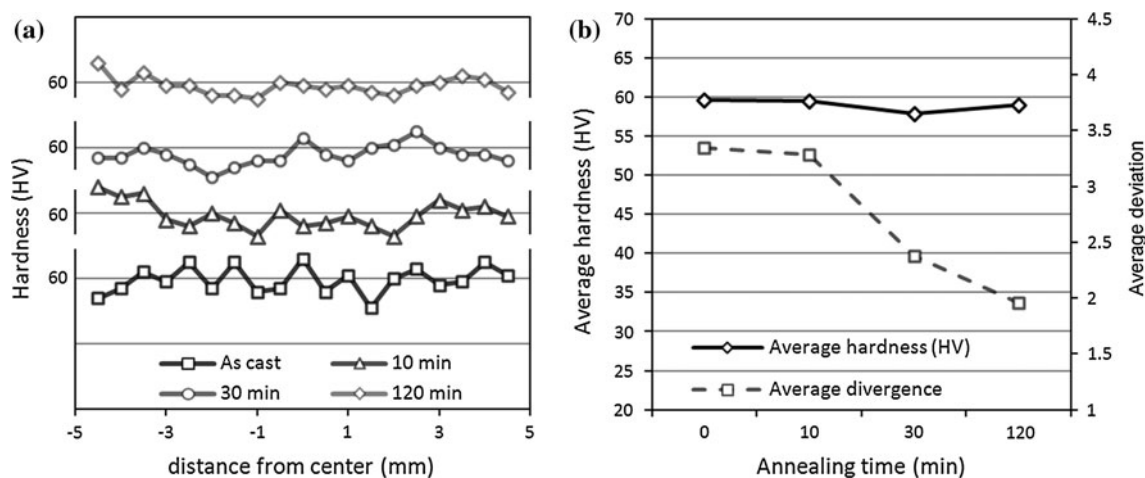 (a)
Hardness (HV)
60
60
60
60
As cast
10 min
30 min
120 min
-5
-3
-1
1
3
5
distance from center (mm)
(b)
Average hardness (HV)
70
65
60
55
50
45
40
35
30
25
20
4.5
4
3.5
3
2.5
2
1.5
1
Average deviation
Average hardness (HV)
Average divergence
0
10
30
120
Annealing time (min)